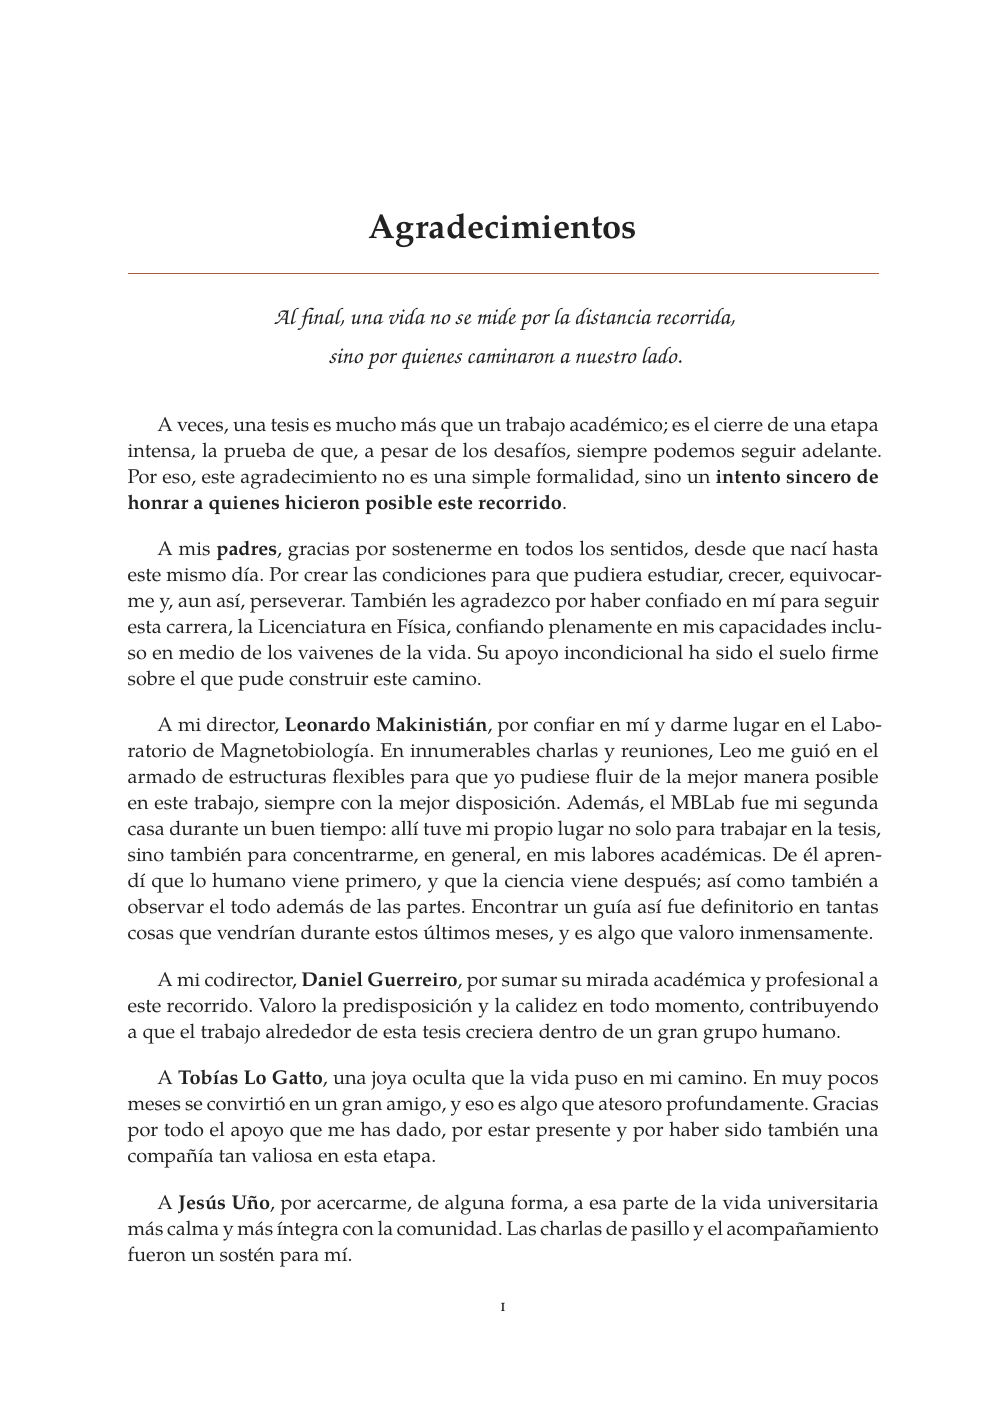 Agradecimientos
Al final, una vida no se mide por la distancia recorrida,
sino por quienes caminaron a nuestro lado.
A veces, una tesis es mucho más que un trabajo académico; es el cierre de una etapa
intensa, la prueba de que, a pesar de los desafíos, siempre podemos seguir adelante.
Por eso, este agradecimiento no es una simple formalidad, sino un intento sincero de
honrar a quienes hicieron posible este recorrido.
A mis padres, gracias por sostenerme en todos los sentidos, desde que nací hasta
este mismo día. Por crear las condiciones para que pudiera estudiar, crecer, equivocar-
me y, aun así, perseverar. También les agradezco por haber confiado en mí para seguir
esta carrera, la Licenciatura en Física, confiando plenamente en mis capacidades inclu-
so en medio de los vaivenes de la vida. Su apoyo incondicional ha sido el suelo firme
sobre el que pude construir este camino.
A mi director, Leonardo Makinistián, por confiar en mí y darme lugar en el Labo-
ratorio de Magnetobiología. En innumerables charlas y reuniones, Leo me guió en el
armado de estructuras flexibles para que yo pudiese fluir de la mejor manera posible
en este trabajo, siempre con la mejor disposición. Además, el MBLab fue mi segunda
casa durante un buen tiempo: allí tuve mi propio lugar no solo para trabajar en la tesis,
sino también para concentrarme, en general, en mis labores académicas. De él apren-
dí que lo humano viene primero, y que la ciencia viene después; así como también a
observar el todo además de las partes. Encontrar un guía así fue definitorio en tantas
cosas que vendrían durante estos últimos meses, y es algo que valoro inmensamente.
A mi codirector, Daniel Guerreiro, por sumar su mirada académica y profesional a
este recorrido. Valoro la predisposición y la calidez en todo momento, contribuyendo
a que el trabajo alrededor de esta tesis creciera dentro de un gran grupo humano.
A Tobías Lo Gatto, una joya oculta que la vida puso en mi camino. En muy pocos
meses se convirtió en un gran amigo, y eso es algo que atesoro profundamente. Gracias
por todo el apoyo que me has dado, por estar presente y por haber sido también una
compañía tan valiosa en esta etapa.
A Jesús Uño, por acercarme, de alguna forma, a esa parte de la vida universitaria
más calma y más íntegra con la comunidad. Las charlas de pasillo y el acompañamiento
fueron un sostén para mí.
I